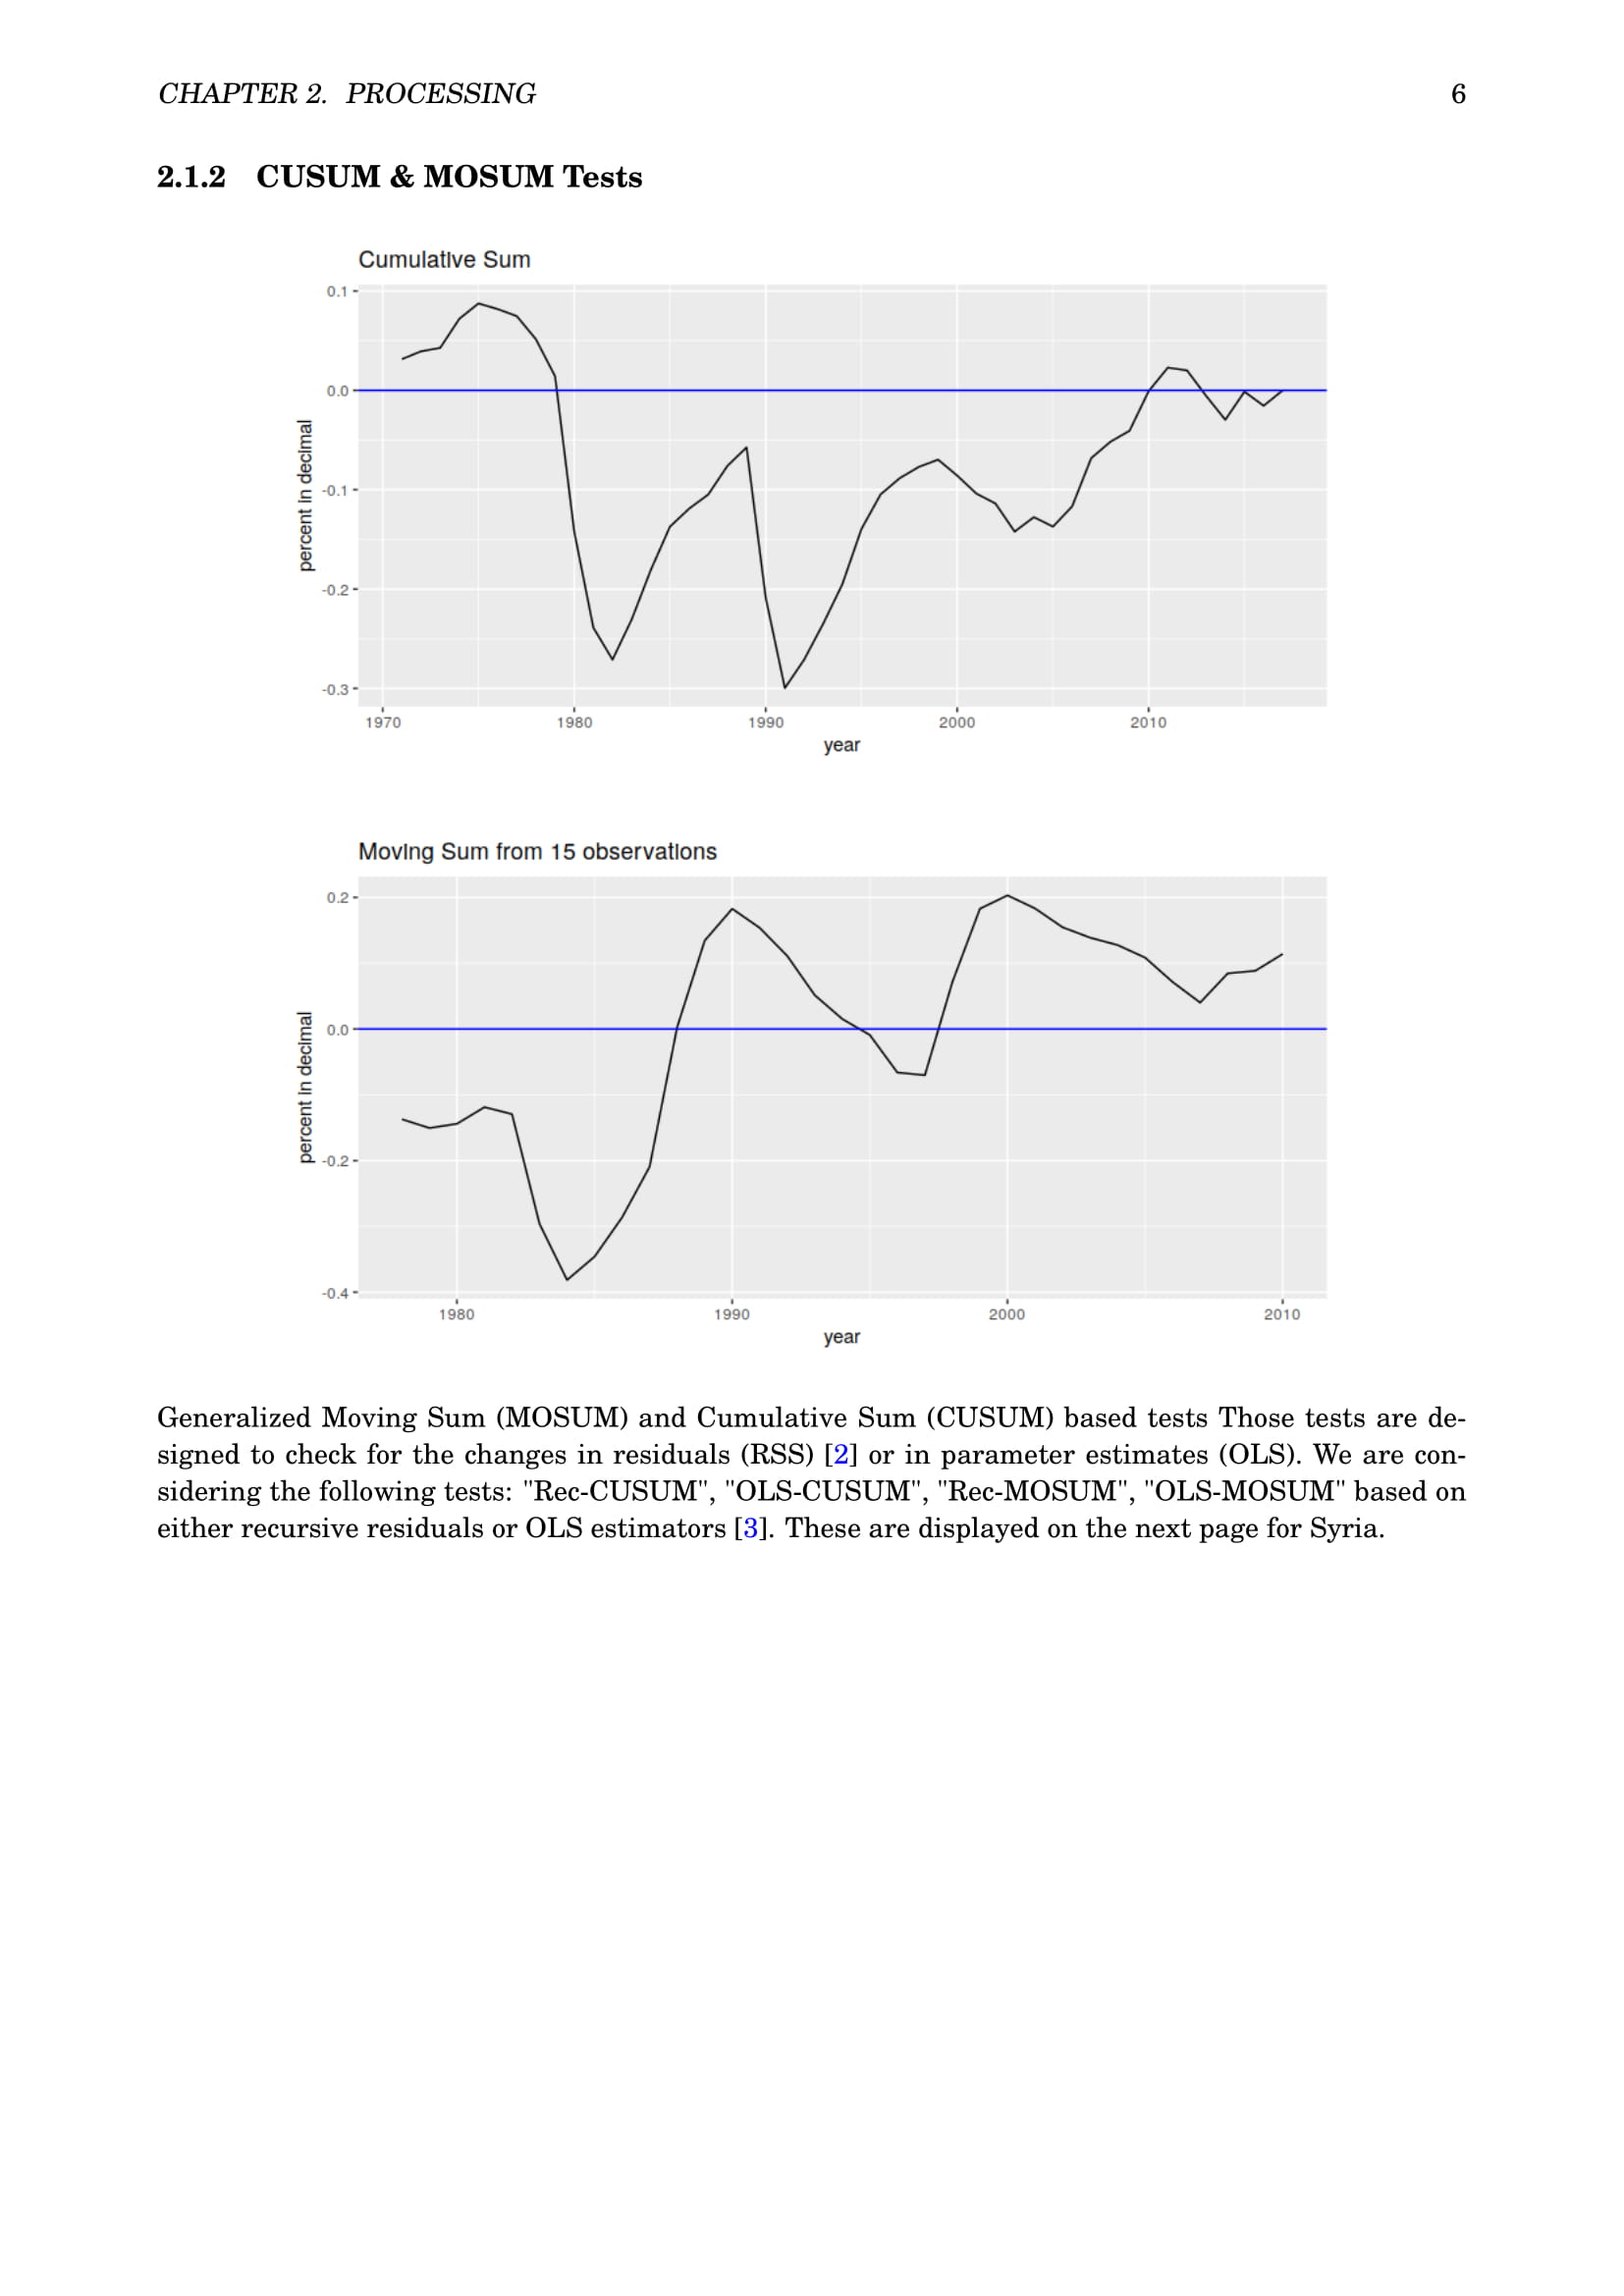 CHAPTER 2. PROCESSING 6
2.1.2 CUSUM & MOSUM Tests
Cumulative Sum
0.1
0.0
-0.1
-0.2
-0.3
percent in decimal
1970 1980 1990 2000 2010
year
Moving Sum from 15 observations
0.2
0.0
-0.2
-0.4
percent in decimal
1980 1990 2000 2010
year
Generalized Moving Sum (MOSUM) and Cumulative Sum (CUSUM) based tests Those tests are de-
signed to check for the changes in residuals (RSS) [2] or in parameter estimates (OLS). We are con-
sidering the following tests: "Rec-CUSUM", "OLS-CUSUM", "Rec-MOSUM", "OLS-MOSUM" based on
either recursive residuals or OLS estimators [3]. These are displayed on the next page for Syria.